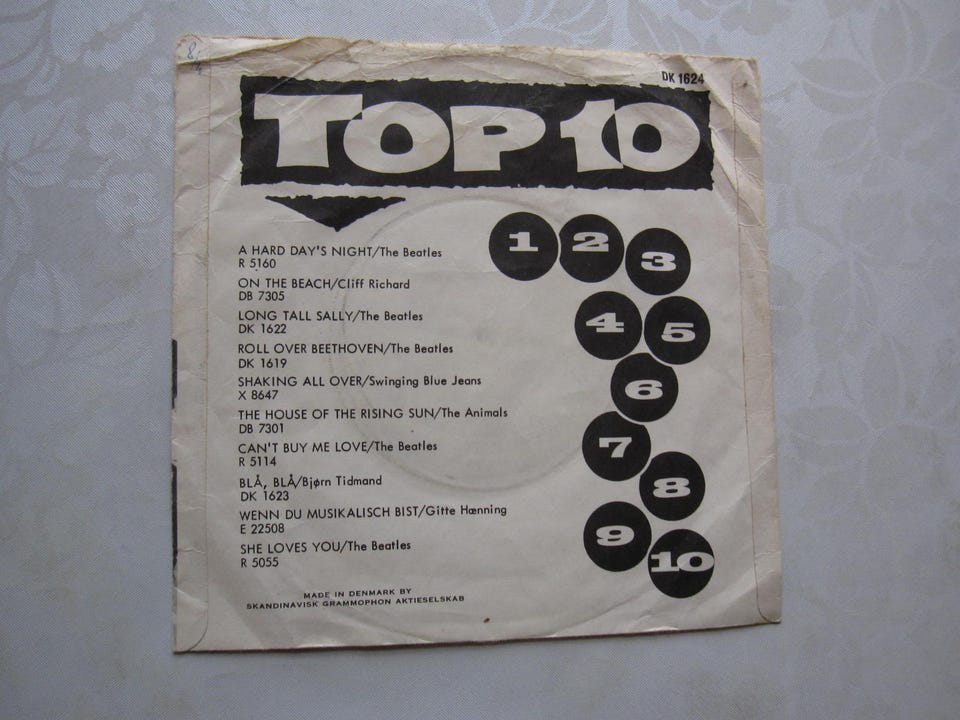 DK 1624
TOP 10
A HARD DAY'S NIGHT/The Beatles
R 5160
ON THE BEACH/Cliff Richard
DB 7305
LONG TALL SALLY/The Beatles
DK 1622
ROLL OVER BEETHOVEN/The Beatles
DK 1619
SHAKING ALL OVER/Swinging Blue Jeans
X 8647
THE HOUSE OF THE RISING SUN/The Animals
DB 7301
CAN'T BUY ME LOVE/The Beatles
R 5114
BLÅ, BLÅ/Bjørn Tidmand
DK 1623
WENN DU MUSIKALISCH BIST/Gitte Hænning
E 22508
SHE LOVES YOU/The Beatles
R 5055
1
2
3
4
5
6
7
8
9
10
MADE IN DENMARK BY
SKANDINAVISK GRAMMOPHON AKTIESELSKAB